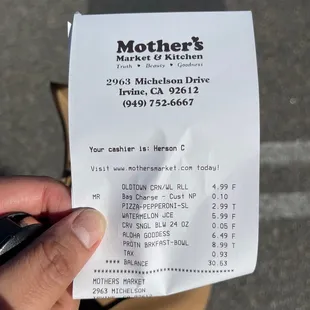 Mother's
Market & Kitchen
Truth • Beauty • Goodness
2963 Michelson Drive
Irvine, CA 92612
(949) 752-6667
Your cashier is: Herson C
Visit www.mothersmarket.com today!
OLDTOWN CRN/WL RLL 4.99 F
MR Bag Charge - Cust NP 0.10
PIZZA-PEPPERONI-SL 2.99 T
WATERMELON JCE 5.99 F
CRV SNGL BLW 24 OZ 0.05 F
ALOHA GODDESS 6.49 F
PROTN BRKFAST-BOWL 8.99 T
TAX 0.93
**** BALANCE 30.63
MOTHERS MARKET
2963 MICHELSON